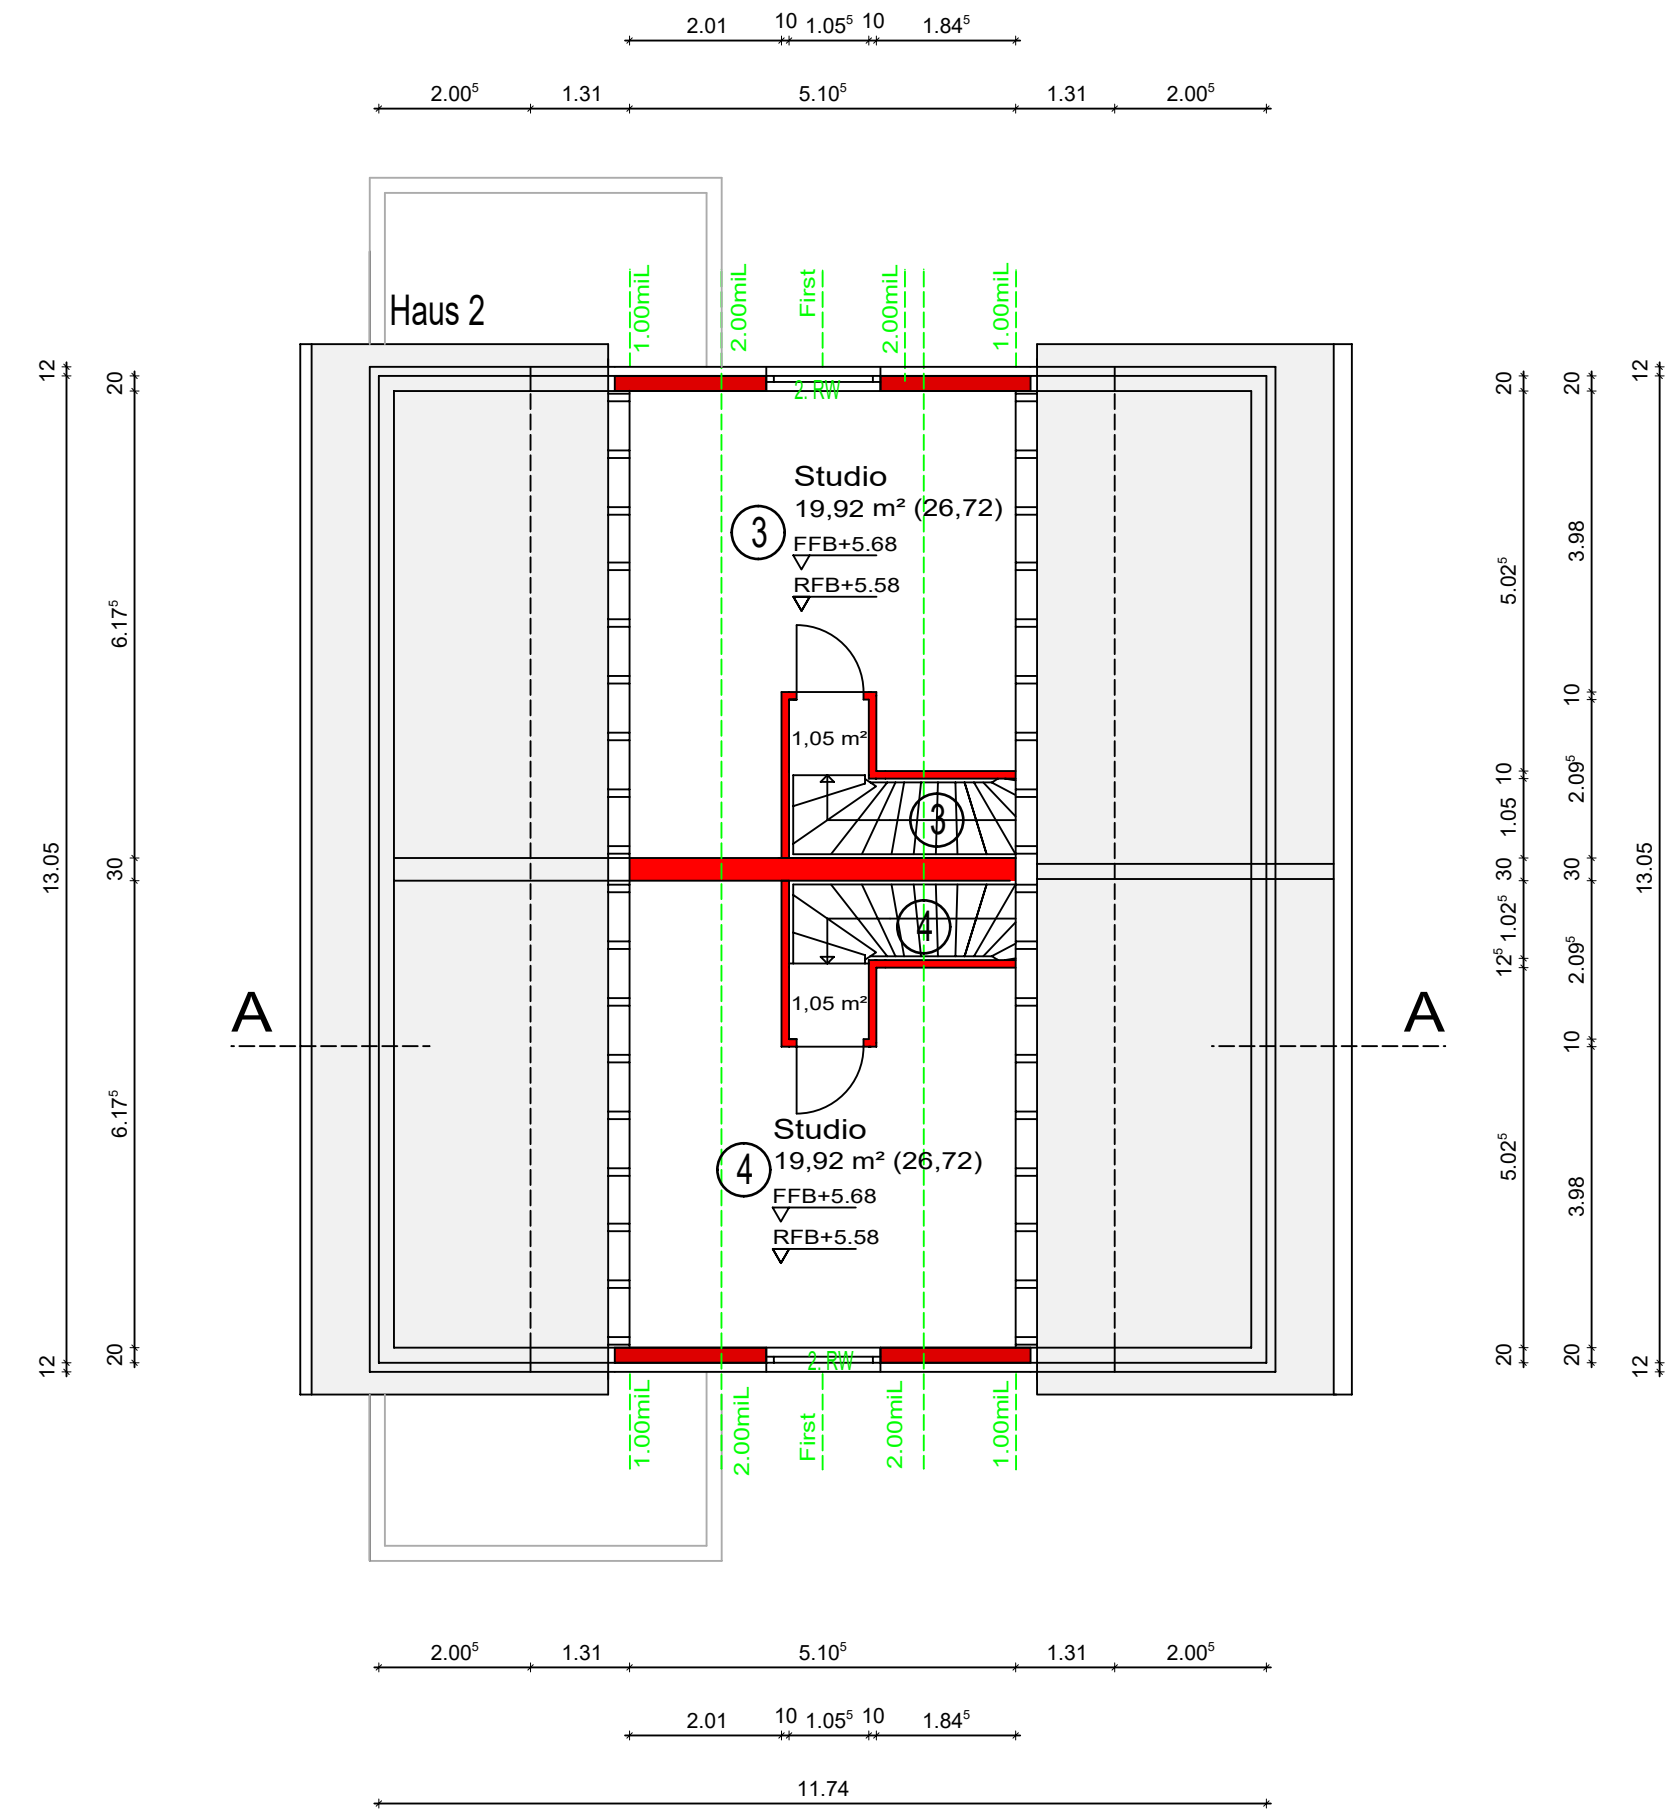 2.01 10 1.05⁵ 10 1.84⁵
2.00⁵ 1.31 5.10⁵ 1.31 2.00⁵
Haus 2
1.00miL
2.00miL
First
2.00miL
1.00miL
2. RW
12
13.05
12
20
6.17⁵
30
6.17⁵
20
Studio
19,92 m² (26,72)
3
FFB+5.68
RFB+5.58
1,05 m²
3
4
1,05 m²
A
A
Studio
19,92 m² (26,72)
4
FFB+5.68
RFB+5.58
2. RW
1.00miL
2.00miL
First
2.00miL
1.00miL
20
5.02⁵
10
1.05
30
1.02⁵
12⁵
5.02⁵
20
20
3.98
10
2.09⁵
30
2.09⁵
10
3.98
20
12
13.05
12
2.00⁵ 1.31 5.10⁵ 1.31 2.00⁵
2.01 10 1.05⁵ 10 1.84⁵
11.74